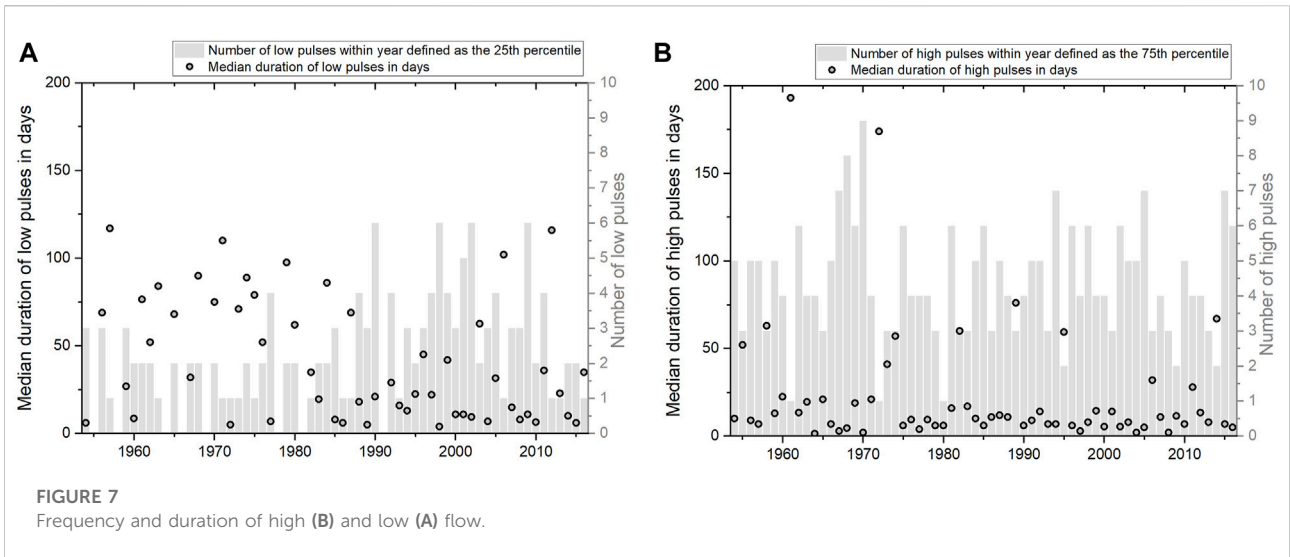 A
Number of low pulses within year defined as the 25th percentile
Median duration of low pulses in days
200
150
100
50
0
Median duration of low pulses in days
10
9
8
7
6
5
4
3
2
1
0
Number of low pulses
1960 1970 1980 1990 2000 2010
B
Number of high pulses within year defined as the 75th percentile
Median duration of high pulses in days
200
150
100
50
0
Median duration of high pulses in days
10
9
8
7
6
5
4
3
2
1
0
Number of high pulses
1960 1970 1980 1990 2000 2010
FIGURE 7
Frequency and duration of high (B) and low (A) flow.